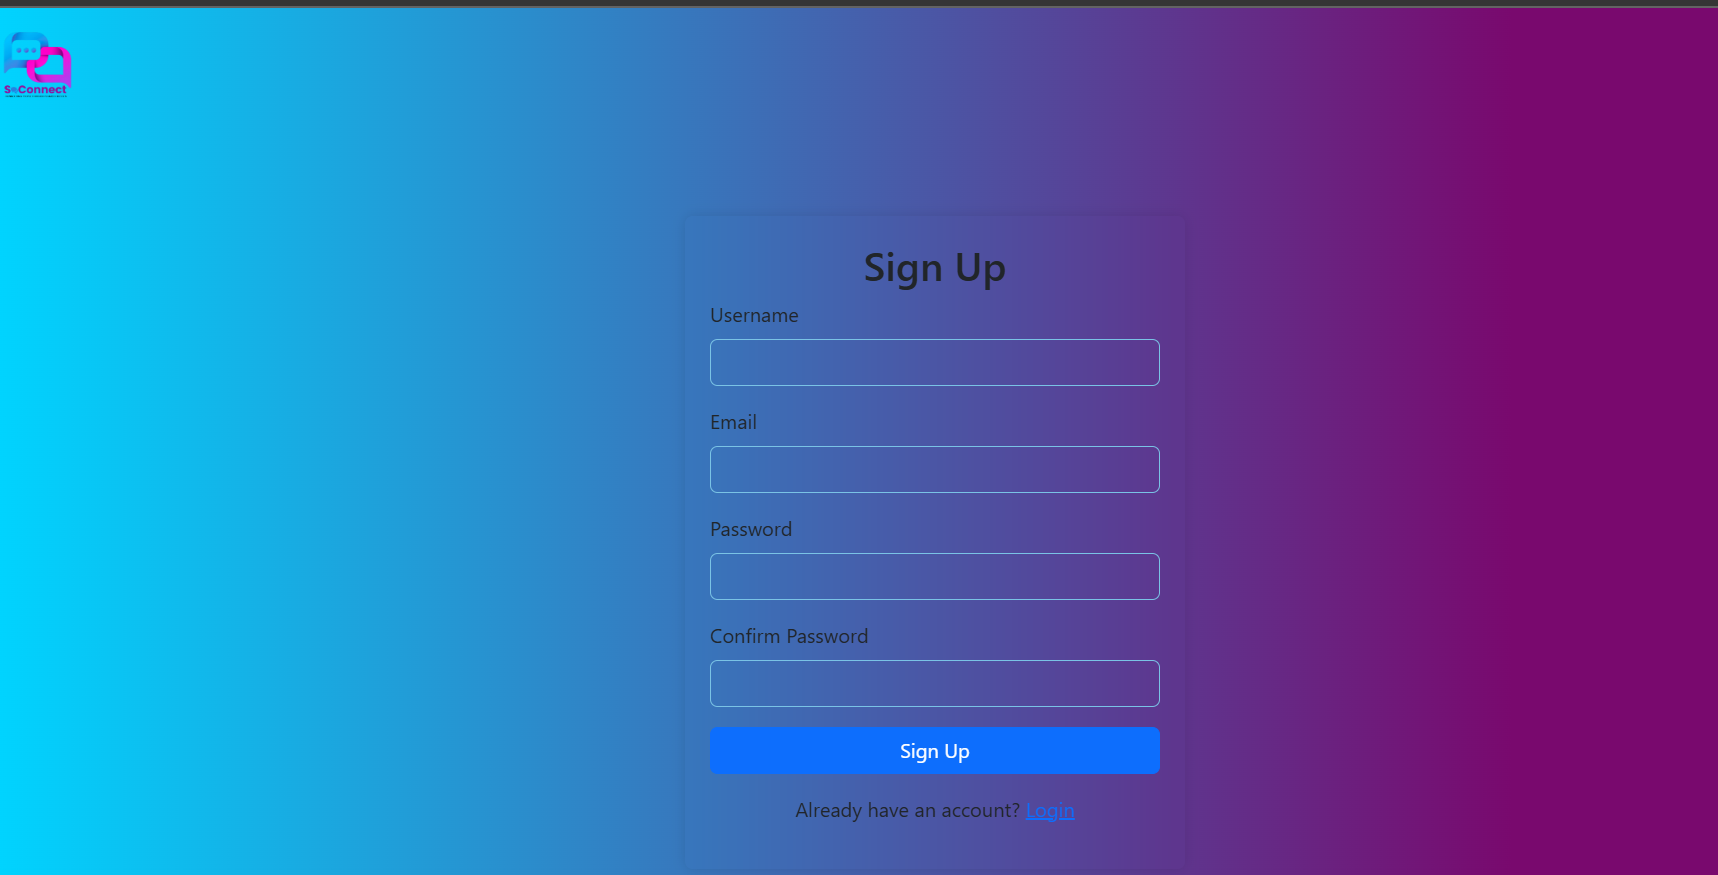 SoConnect
Sign Up
Username
Email
Password
Confirm Password
Sign Up
Already have an account? Login